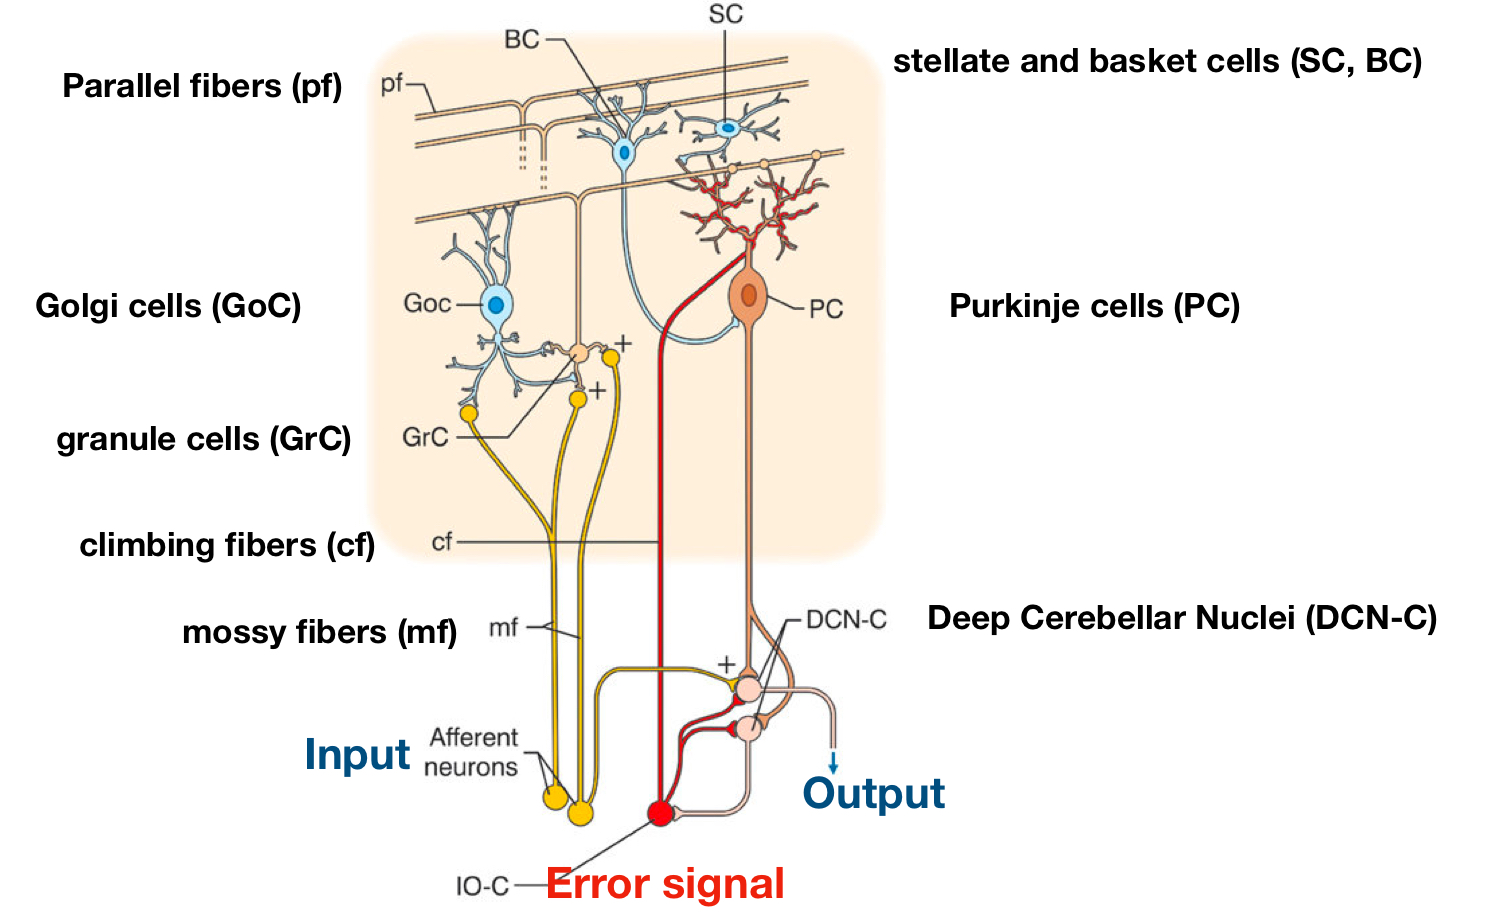 SC
BC
stellate and basket cells (SC, BC)
Parallel fibers (pf)
pf
Golgi cells (GoC)
Goc
PC
Purkinje cells (PC)
+
+
granule cells (GrC)
GrC
climbing fibers (cf)
cf
mossy fibers (mf)
mf
DCN-C
Deep Cerebellar Nuclei (DCN-C)
+
Input
Afferent
neurons
Output
IO-C
Error signal